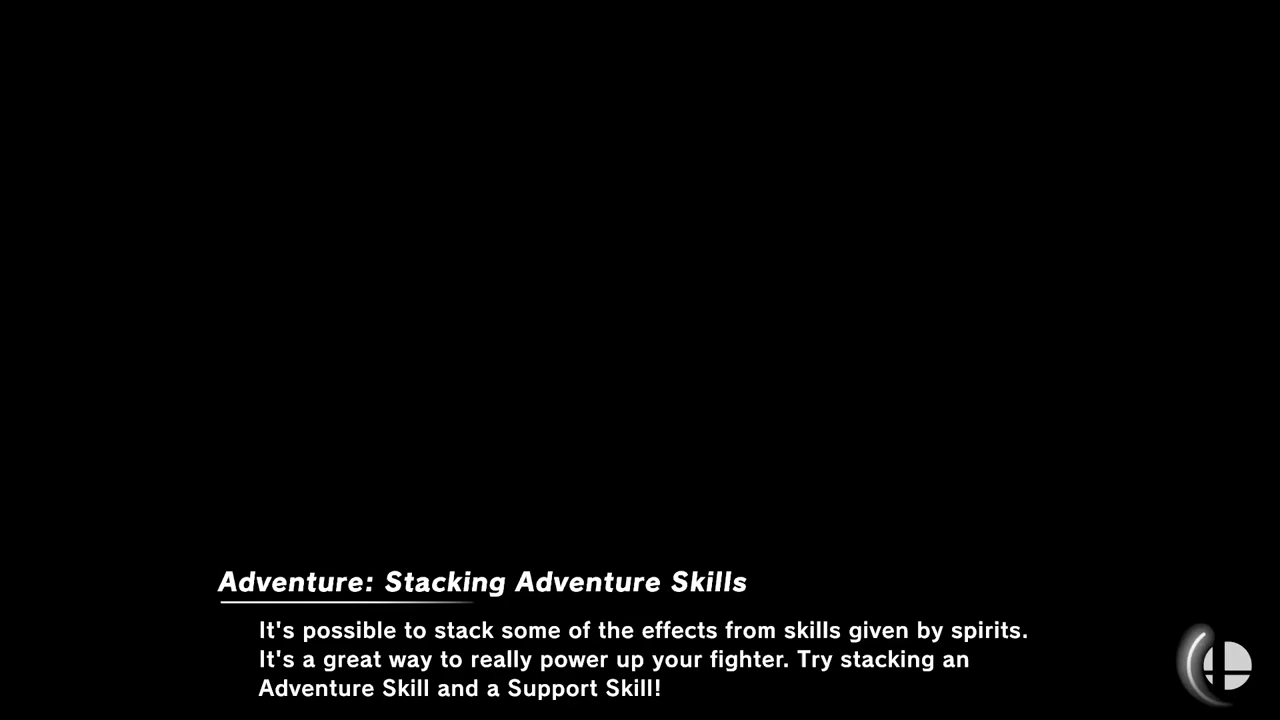 Adventure: Stacking Adventure Skills
It's possible to stack some of the effects from skills given by spirits.
It's a great way to really power up your fighter. Try stacking an
Adventure Skill and a Support Skill!